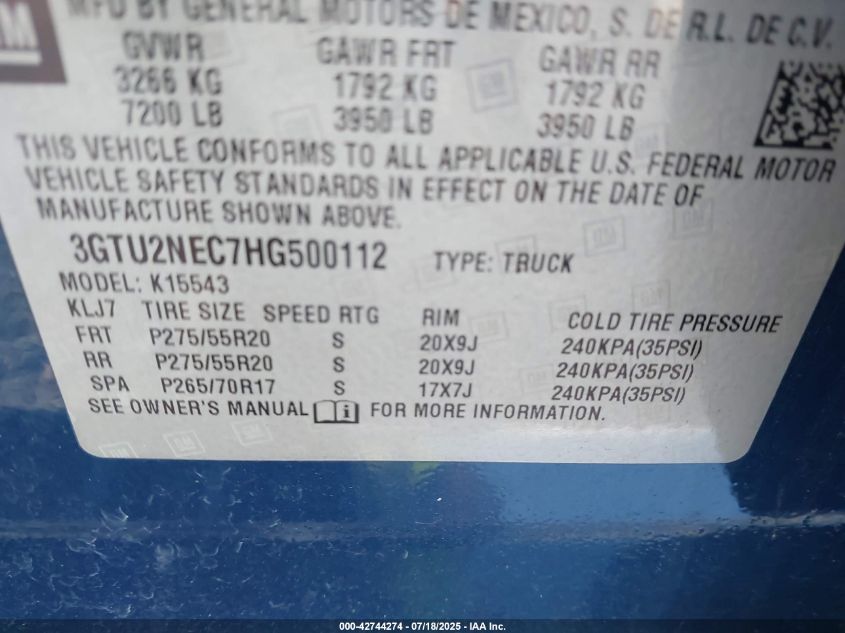 GM
MFD BY GENERAL MOTORS DE MEXICO, S. DE R.L. DE C.V.
GVWR GAWR FRT GAWR RR
3266 KG 1792 KG 1792 KG
7200 LB 3950 LB 3950 LB
THIS VEHICLE CONFORMS TO ALL APPLICABLE U.S. FEDERAL MOTOR
VEHICLE SAFETY STANDARDS IN EFFECT ON THE DATE OF
MANUFACTURE SHOWN ABOVE.
3GTU2NEC7HG500112 TYPE: TRUCK
MODEL: K15543
KLJ7 TIRE SIZE SPEED RTG RIM COLD TIRE PRESSURE
FRT P275/55R20 S 20X9J 240KPA(35PSI)
RR P275/55R20 S 20X9J 240KPA(35PSI)
SPA P265/70R17 S 17X7J 240KPA(35PSI)
SEE OWNER'S MANUAL FOR MORE INFORMATION.
000-42744274 / 07/18/2025 - IAA Inc.